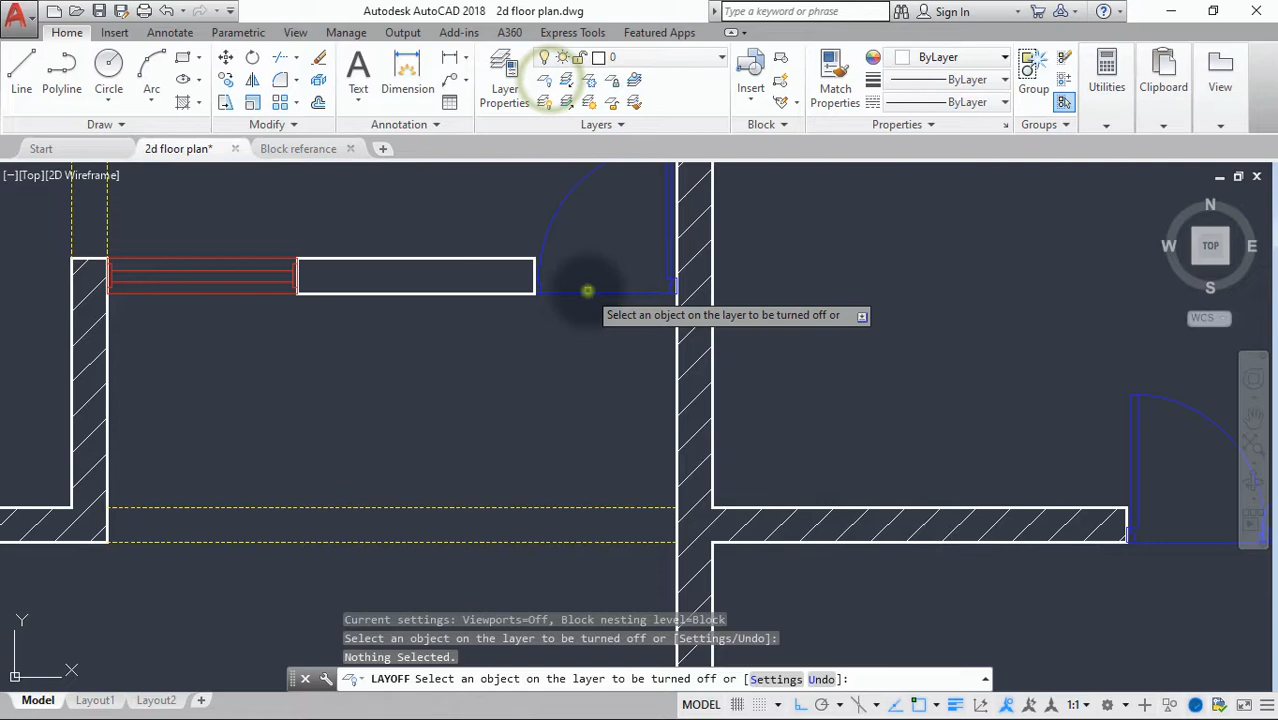 Autodesk AutoCAD 2018 2d floor plan.dwg
Type a keyword or phrase
Sign In
Home Insert Annotate Parametric View Manage Output Add-ins A360 Express Tools Featured Apps
0
ByLayer
Line Polyline Circle Arc
Text Dimension
Layer
Properties
Insert
Match
Properties
ByLayer
ByLayer
Group
Utilities
Clipboard
View
Draw Modify Annotation Layers Block Properties Groups
Start 2d floor plan* Block referance
[−][Top][2D Wireframe]
N
W TOP E
S
WCS
Select an object on the layer to be turned off or
Current settings: Viewports=Off, Block nesting level=Block
Select an object on the layer to be turned off or [Settings/Undo]:
Nothing Selected.
Y
X
LAYOFF Select an object on the layer to be turned off or [Settings Undo]:
Model Layout1 Layout2
MODEL
1:1